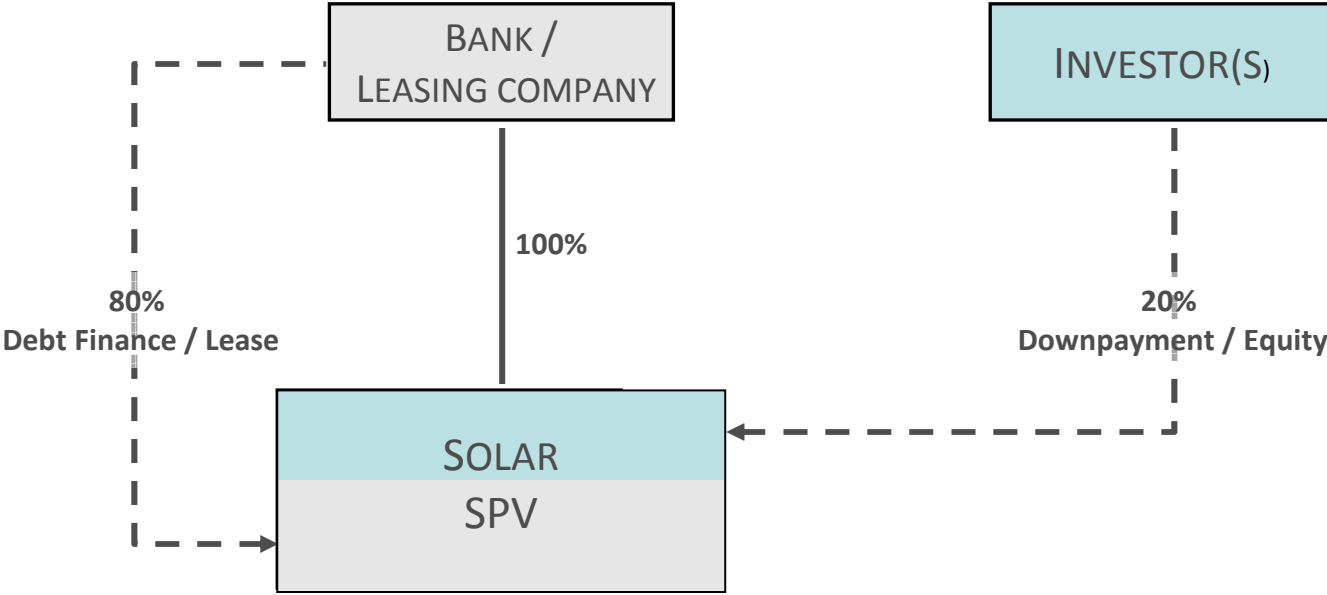 BANK /
LEASING COMPANY
INVESTOR(S)
100%
80%
Debt Finance / Lease
20%
Downpayment / Equity
SOLAR
SPV